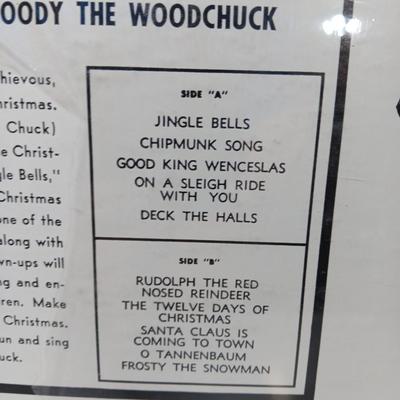 OODY THE WOODCHUCK
hievous,
hristmas.
Chuck)
e Christ-
gle Bells,"
Christmas
one of the
along with
wn-ups will
ng and en-
ren. Make
Christmas.
un and sing
uck.
SIDE "A"
JINGLE BELLS
CHIPMUNK SONG
GOOD KING WENCESLAS
ON A SLEIGH RIDE
WITH YOU
DECK THE HALLS
SIDE "B"
RUDOLPH THE RED
NOSED REINDEER
THE TWELVE DAYS OF
CHRISTMAS
SANTA CLAUS IS
COMING TO TOWN
O TANNENBAUM
FROSTY THE SNOWMAN